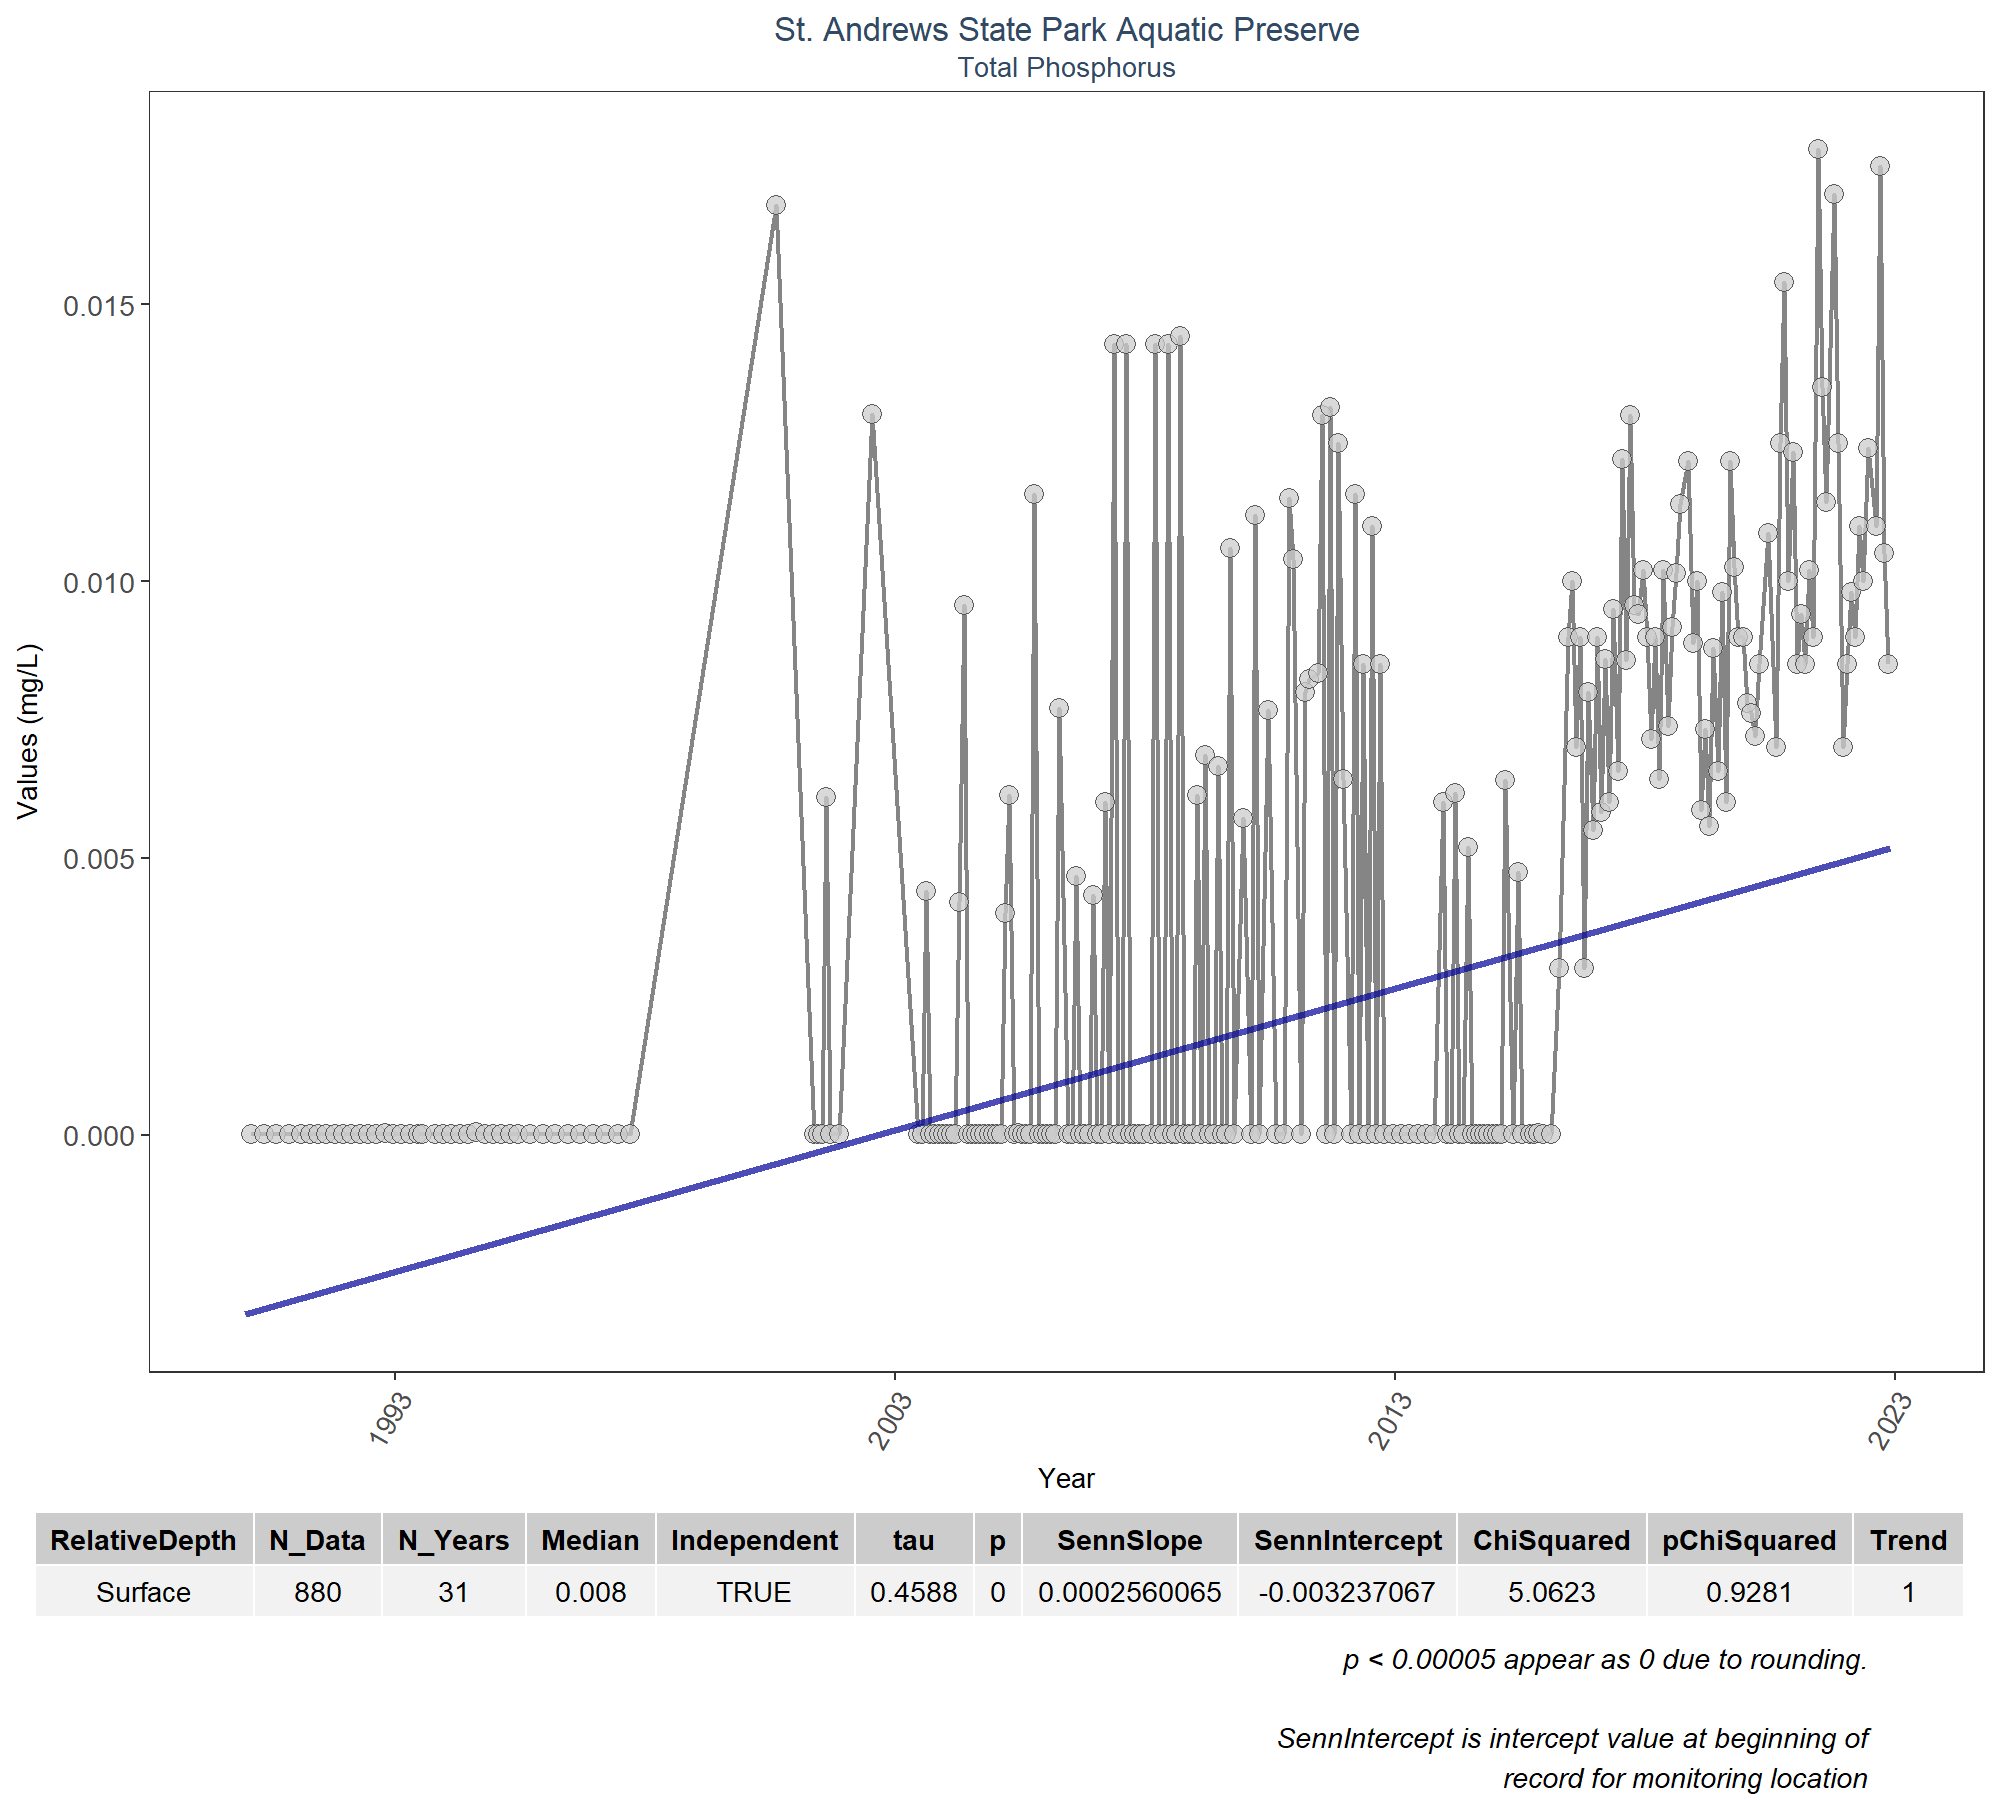 St. Andrews State Park Aquatic Preserve
Total Phosphorus
Values (mg/L)
0.015
0.010
0.005
0.000
1993 2003 2013 2023
Year
RelativeDepth N_Data N_Years Median Independent tau p SennSlope SennIntercept ChiSquared pChiSquared Trend
Surface 880 31 0.008 TRUE 0.4588 0 0.0002560065 -0.003237067 5.0623 0.9281 1
p < 0.00005 appear as 0 due to rounding.
SennIntercept is intercept value at beginning of
record for monitoring location